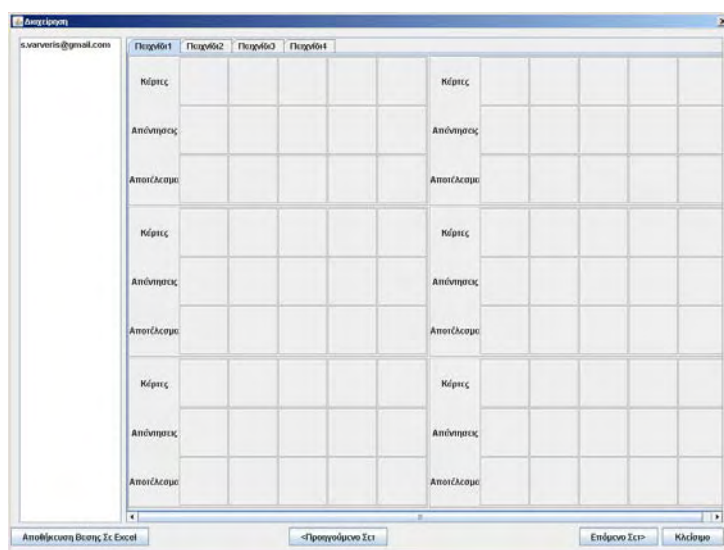 Διαχείριση
s.varveris@gmail.com
Παιχνίδι1 Παιχνίδι2 Παιχνίδι3 Παιχνίδι4
Κάρτες Κάρτες
Απάντησεις Απάντησεις
Αποτέλεσμα Αποτέλεσμα
Κάρτες Κάρτες
Απάντησεις Απάντησεις
Αποτέλεσμα Αποτέλεσμα
Κάρτες Κάρτες
Απάντησεις Απάντησεις
Αποτέλεσμα Αποτέλεσμα
Αποθήκευση Βασης Σε Excel <Προηγούμενο Σετ Επόμενο Σετ> Κλείσιμο